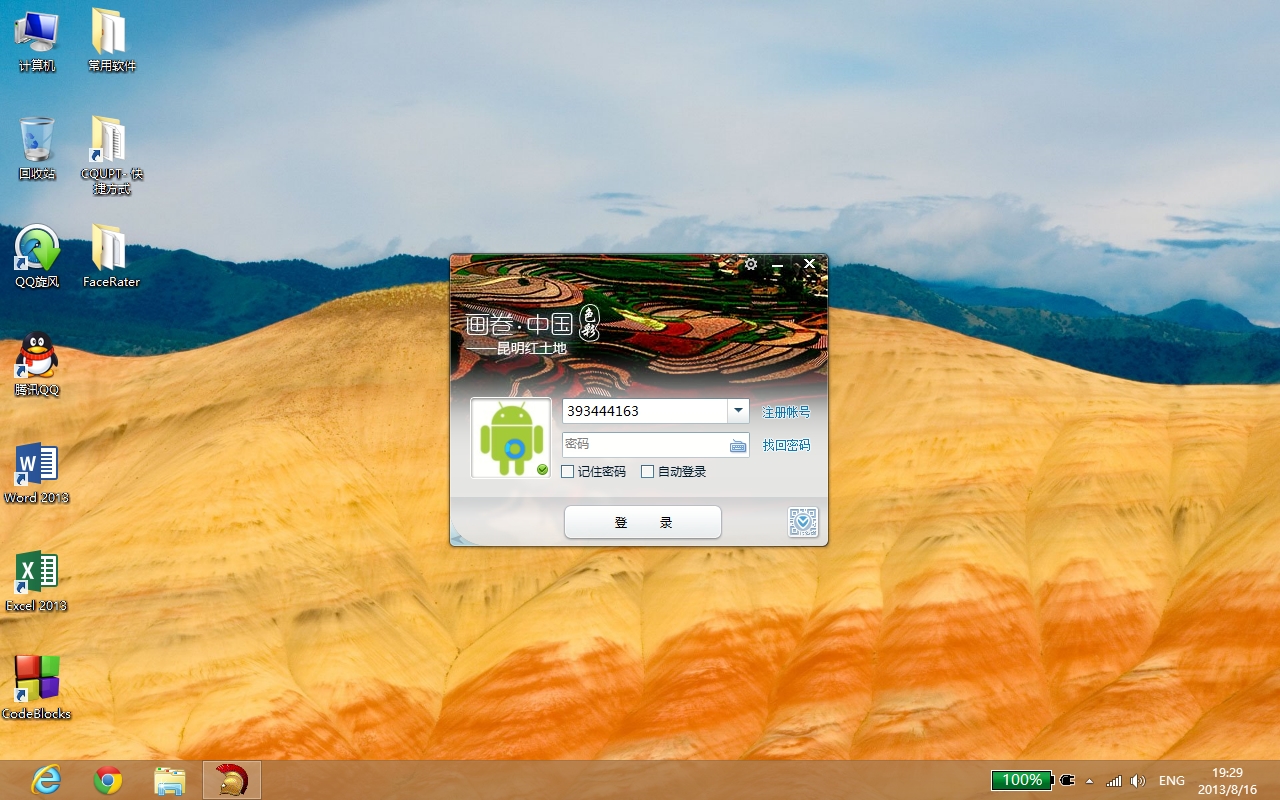 计算机
常用软件
回收站
CQUPT - 快
捷方式
QQ旋风
FaceRater
腾讯QQ
Word 2013
Excel 2013
CodeBlocks
画卷·中国
色彩
——昆明红土地
393444163
注册帐号
密码
找回密码
记住密码
自动登录
登 录
100%
ENG
19:29
2013/8/16